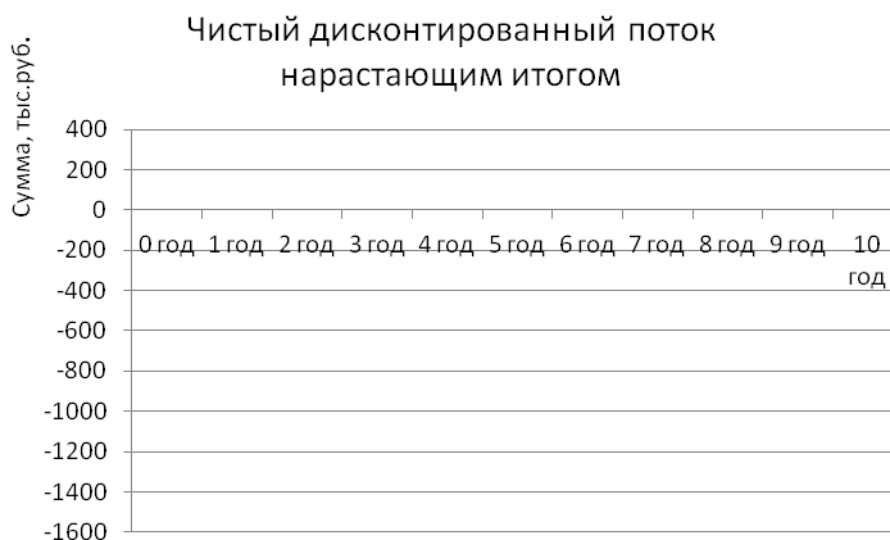 Чистый дисконтированный поток
нарастающим итогом
Сумма, тыс.руб.
400
200
0
-200
-400
-600
-800
-1000
-1200
-1400
-1600
0 год 1 год 2 год 3 год 4 год 5 год 6 год 7 год 8 год 9 год 10
год